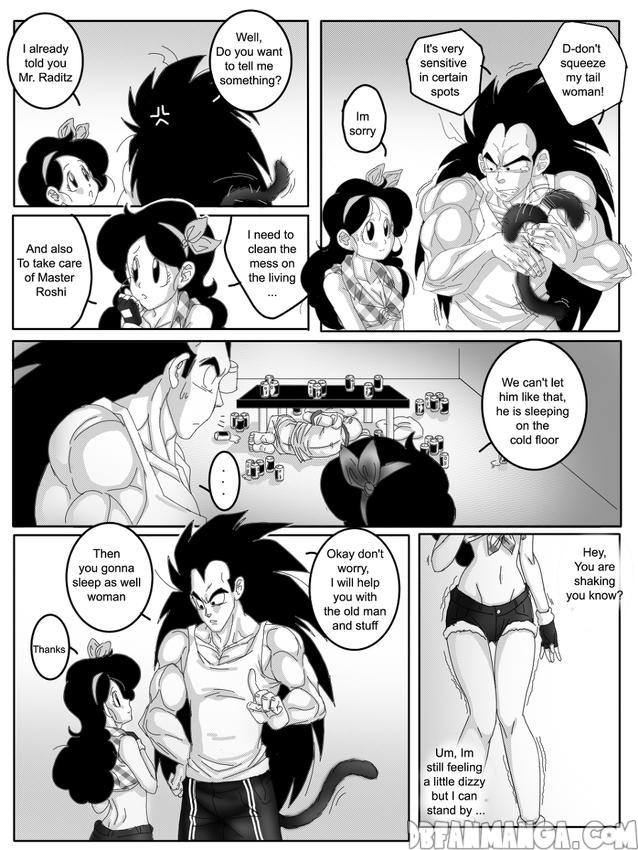 Well,
Do you want
to tell me
something?
I already
told you
Mr. Raditz
D-don't
squeeze
my tail
woman!
It's very
sensitive
in certain
spots
Im
sorry
I need to
clean the
mess on
the living
...
And also
To take care
of Master
Roshi
We can't let
him like that,
he is sleeping
on the
cold floor
...
Okay don't
worry,
I will help
you with
the old man
and stuff
Then
you gonna
sleep as well
woman
Thanks
Hey,
You are
shaking
you know?
Um, Im
still feeling
a little dizzy
but I can
stand by ...
DBFANMANGA.COM